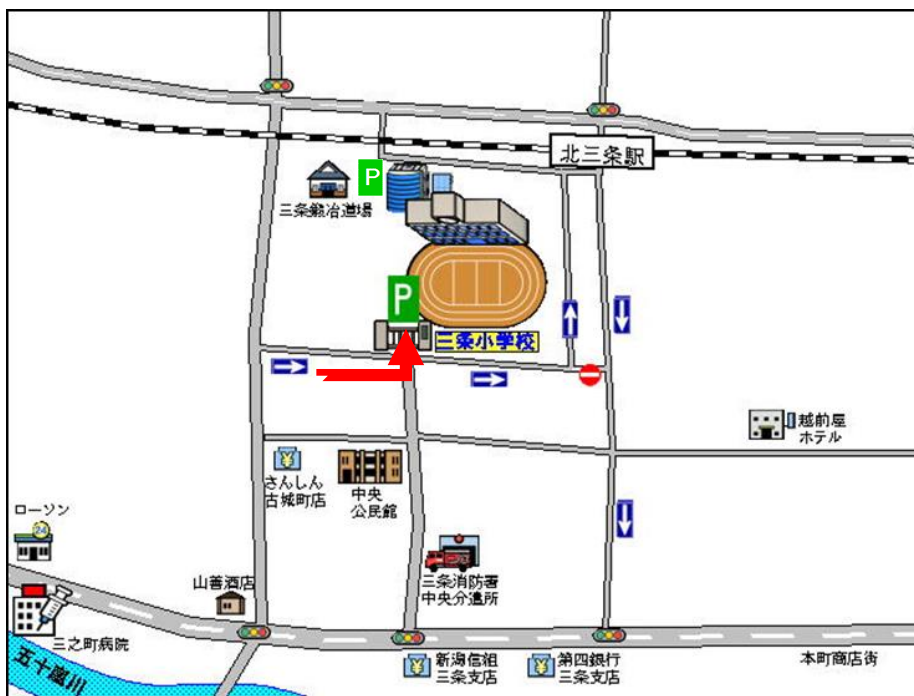 北三条駅
P
三条鍛冶道場
P
三条小学校
越前屋
ホテル
さんしん
古城町店
中央
公民館
ローソン
24
三条消防署
中央分遣所
山善酒店
三之町病院
五十嵐川
新潟信組
三条支店
第四銀行
三条支店
本町商店街